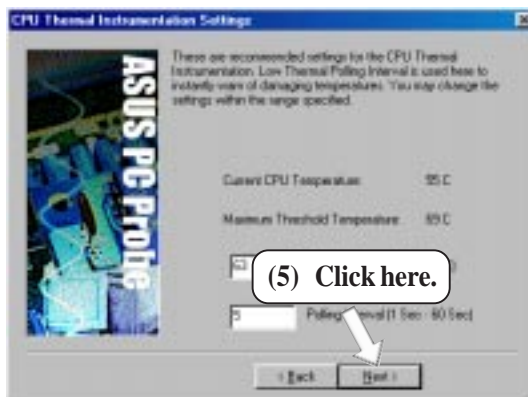 CPU Thermal Instrumentation Settings
ASUS PC Probe
These are recommended settings for the CPU Thermal
Instrumentation. Low Thermal Polling Interval is used here to
instantly warn of damaging temperatures. You may change the
settings within the range specified.
Current CPU Temperature: C
Maximum Threshold Temperature 69 C
(5) Click here.
5 Polling Interval (1 Sec - 60 Sec)
< Back Next >